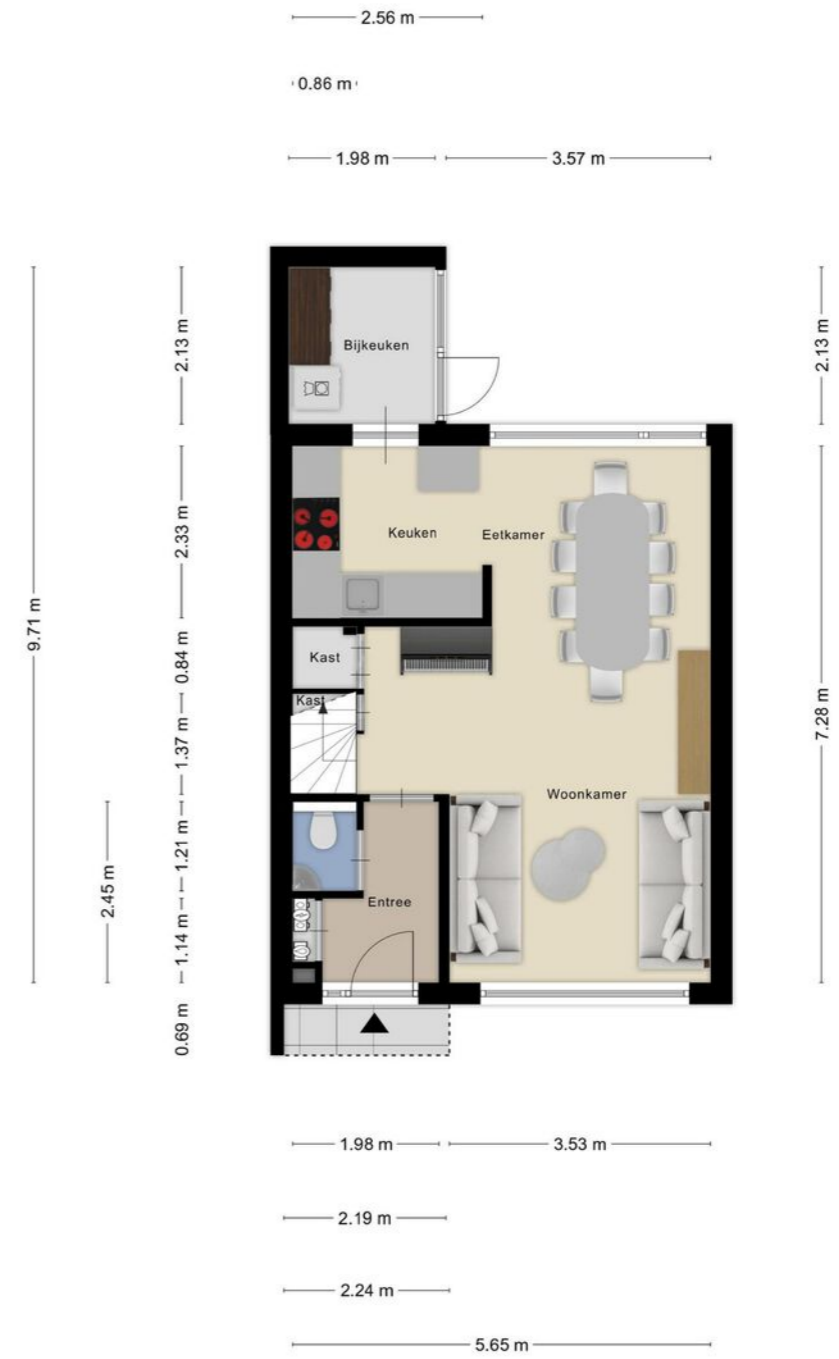 2.56 m
0.86 m
1.98 m
3.57 m
2.13 m
2.13 m
Bijkeuken
2.33 m
Keuken
Eetkamer
9.71 m
0.84 m
Kast
Kast
7.28 m
1.37 m
Woonkamer
1.21 m
2.45 m
Entree
1.14 m
0.69 m
1.98 m
3.53 m
2.19 m
2.24 m
5.65 m